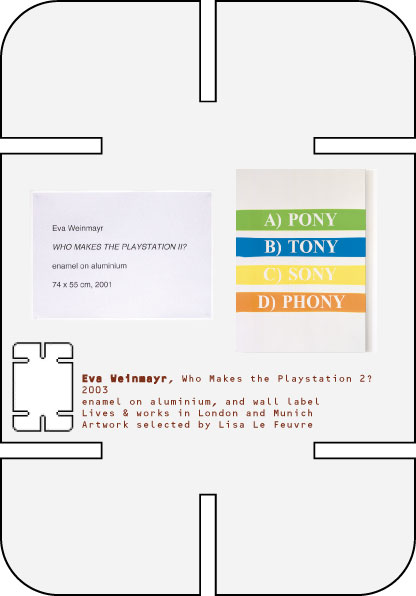 Eva Weinmayr
WHO MAKES THE PLAYSTATION II?
enamel on aluminium
74 x 55 cm, 2001
A) PONY
B) TONY
C) SONY
D) PHONY
Eva Weinmayr, Who Makes the Playstation 2?
2003
enamel on aluminium, and wall label
Lives & works in London and Munich
Artwork selected by Lisa Le Feuvre